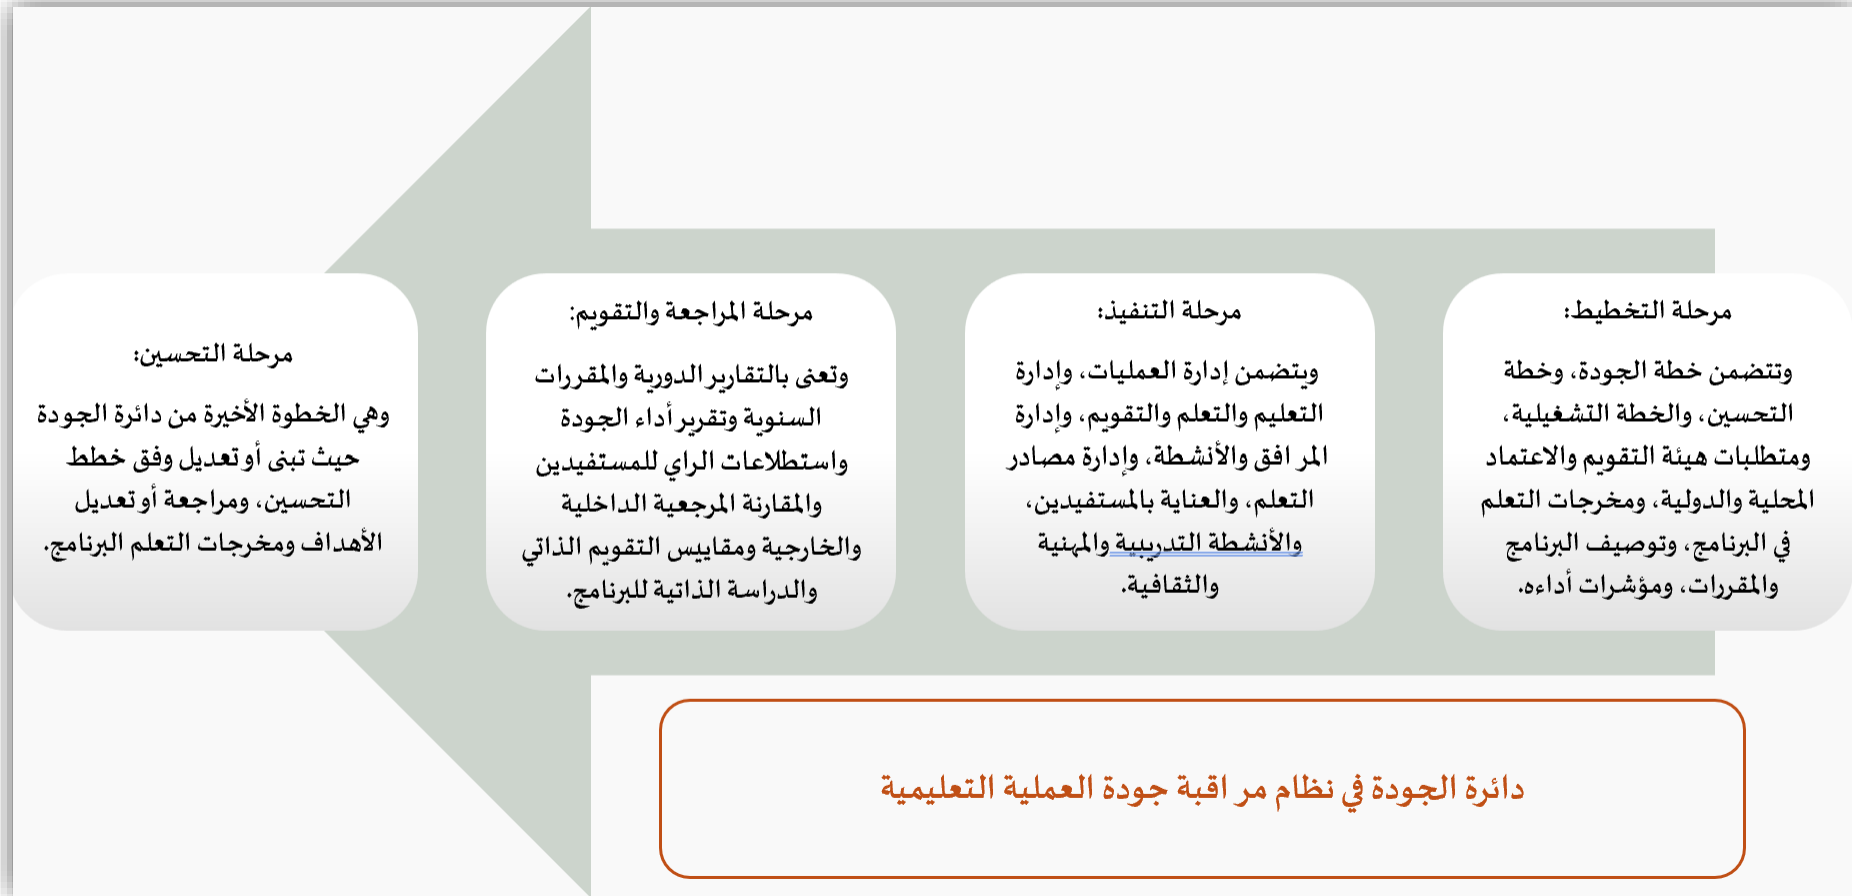 مرحلة التخطيط:
وتتضمن خطة الجودة، وخطة
التحسين، والخطة التشغيلية،
ومتطلبات هيئة التقويم والاعتماد
المحلية والدولية، ومخرجات التعلم
في البرنامج، وتوصيف البرنامج
والمقررات، ومؤشرات أداءه.
مرحلة التنفيذ:
ويتضمن إدارة العمليات، وإدارة
التعليم والتعلم والتقويم، وإدارة
المرافق والأنشطة، وإدارة مصادر
التعلم، والعناية بالمستفيدين،
والأنشطة التدريبية والمهنية
والثقافية.
مرحلة المراجعة والتقويم:
وتعنى بالتقارير الدورية والمقررات
السنوية وتقرير أداء الجودة
واستطلاعات الراي للمستفيدين
والمقارنة المرجعية الداخلية
والخارجية ومقاييس التقويم الذاتي
والدراسة الذاتية للبرنامج.
مرحلة التحسين:
وهي الخطوة الأخيرة من دائرة الجودة
حيث تبنى أو تعديل وفق خطط
التحسين، ومراجعة أو تعديل
الأهداف ومخرجات التعلم البرنامج.
دائرة الجودة في نظام مراقبة جودة العملية التعليمية